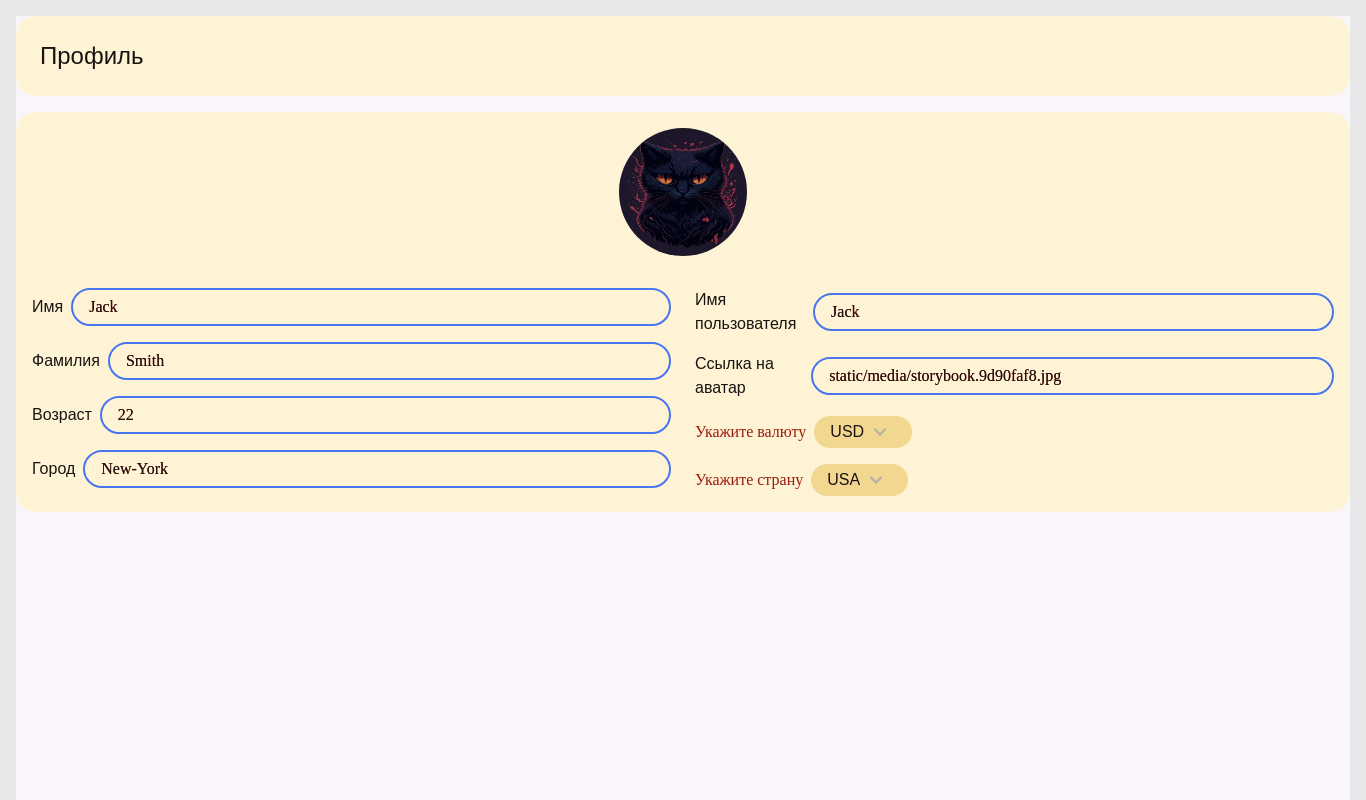 Профиль
Имя
Jack
Фамилия
Smith
Возраст
22
Город
New-York
Имя
пользователя
Jack
Ссылка на
аватар
static/media/storybook.9d90faf8.jpg
Укажите валюту
USD
Укажите страну
USA